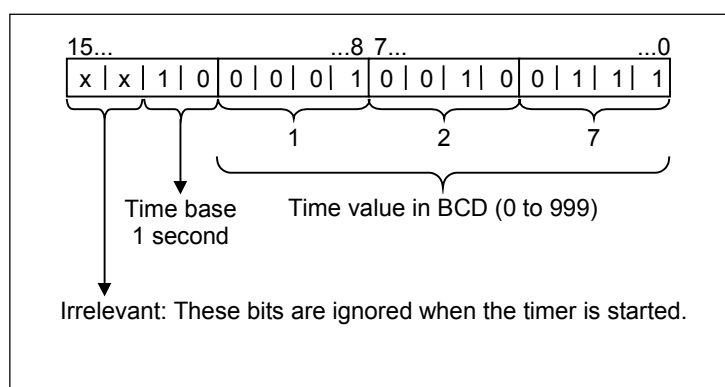 15... ...8 7... ...0
x | x | 1 | 0 | 0 | 0 | 0 | 1 | 0 | 0 | 1 | 0 | 0 | 1 | 1 | 1
1 2 7
Time base Time value in BCD (0 to 999)
1 second
Irrelevant: These bits are ignored when the timer is started.